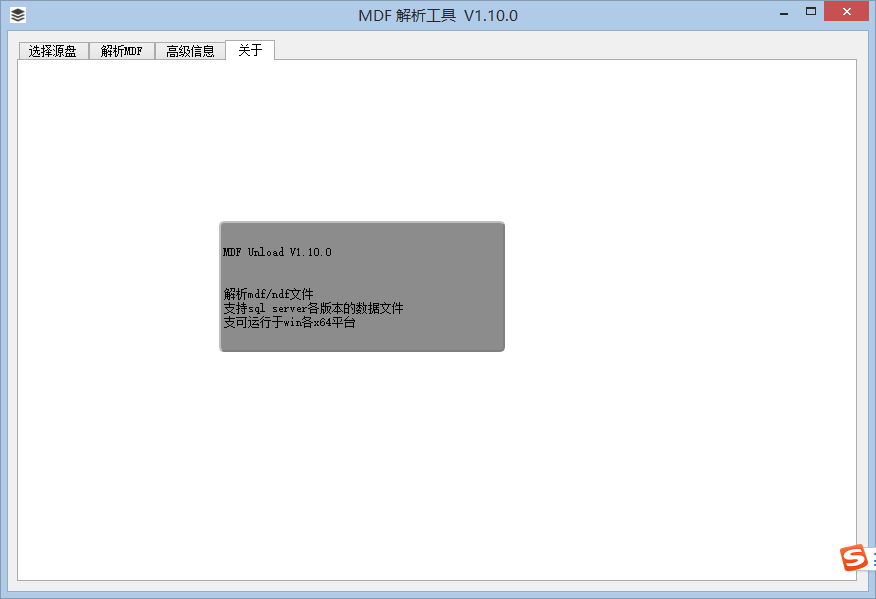 MDF 解析工具 V1.10.0
选择源盘 解析MDF 高级信息 关于
MDF Unload V1.10.0
解析mdf/ndf文件
支持sql server各版本的数据文件
支可运行于win各x64平台